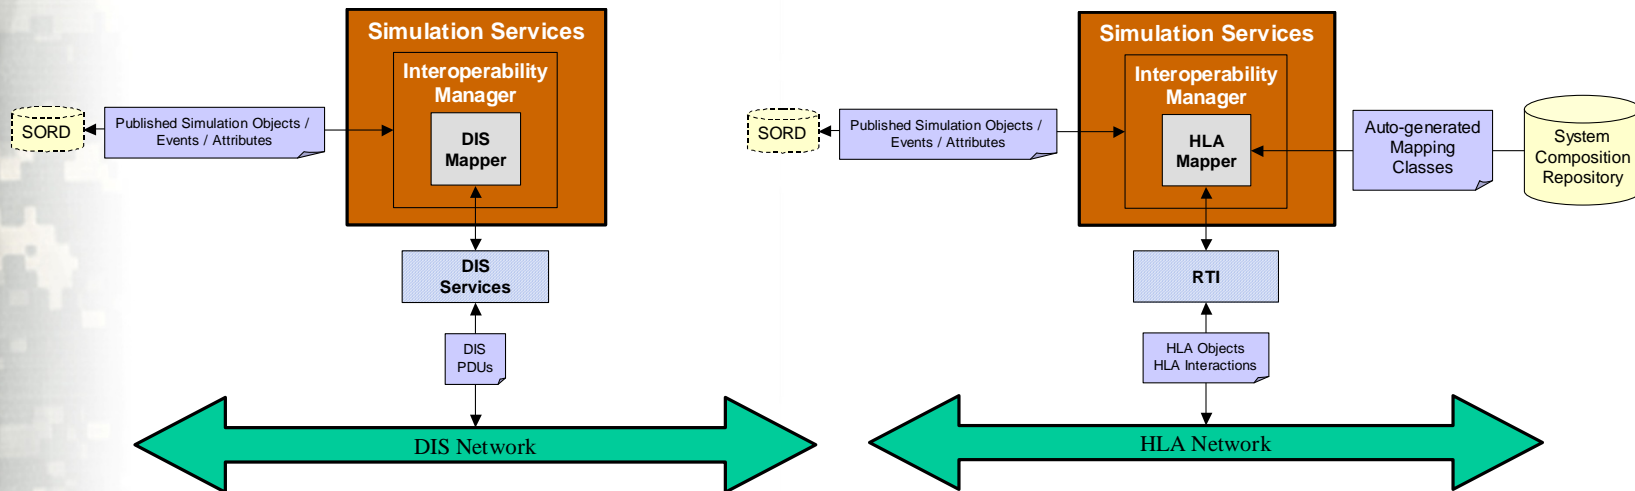 Simulation Services
Interoperability
Manager
DIS
Mapper
SORD
Published Simulation Objects /
Events / Attributes
DIS
Services
DIS
PDUs
DIS Network
Simulation Services
Interoperability
Manager
HLA
Mapper
SORD
Published Simulation Objects /
Events / Attributes
Auto-generated
Mapping
Classes
System
Composition
Repository
RTI
HLA Objects
HLA Interactions
HLA Network